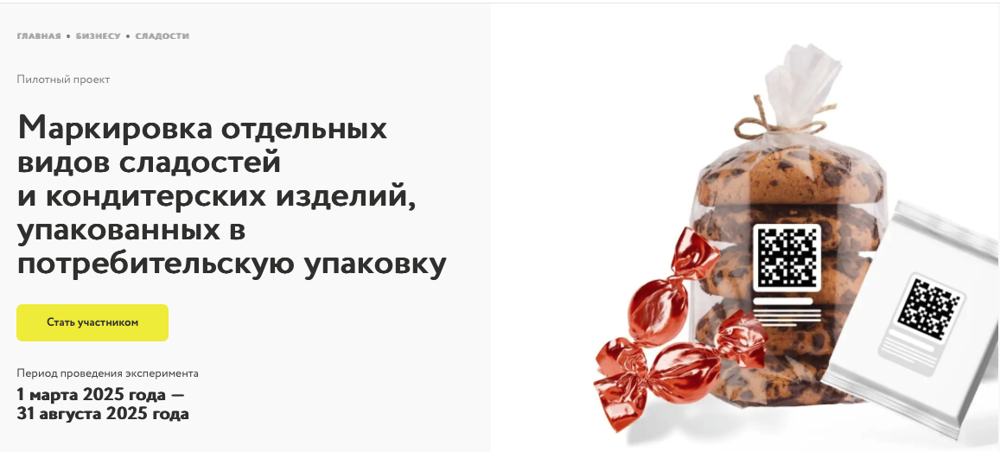 ГЛАВНАЯ • БИЗНЕСУ • СЛАДОСТИ
Пилотный проект
Маркировка отдельных
видов сладостей
и кондитерских изделий,
упакованных в
потребительскую упаковку
Стать участником
Период проведения эксперимента
1 марта 2025 года —
31 августа 2025 года